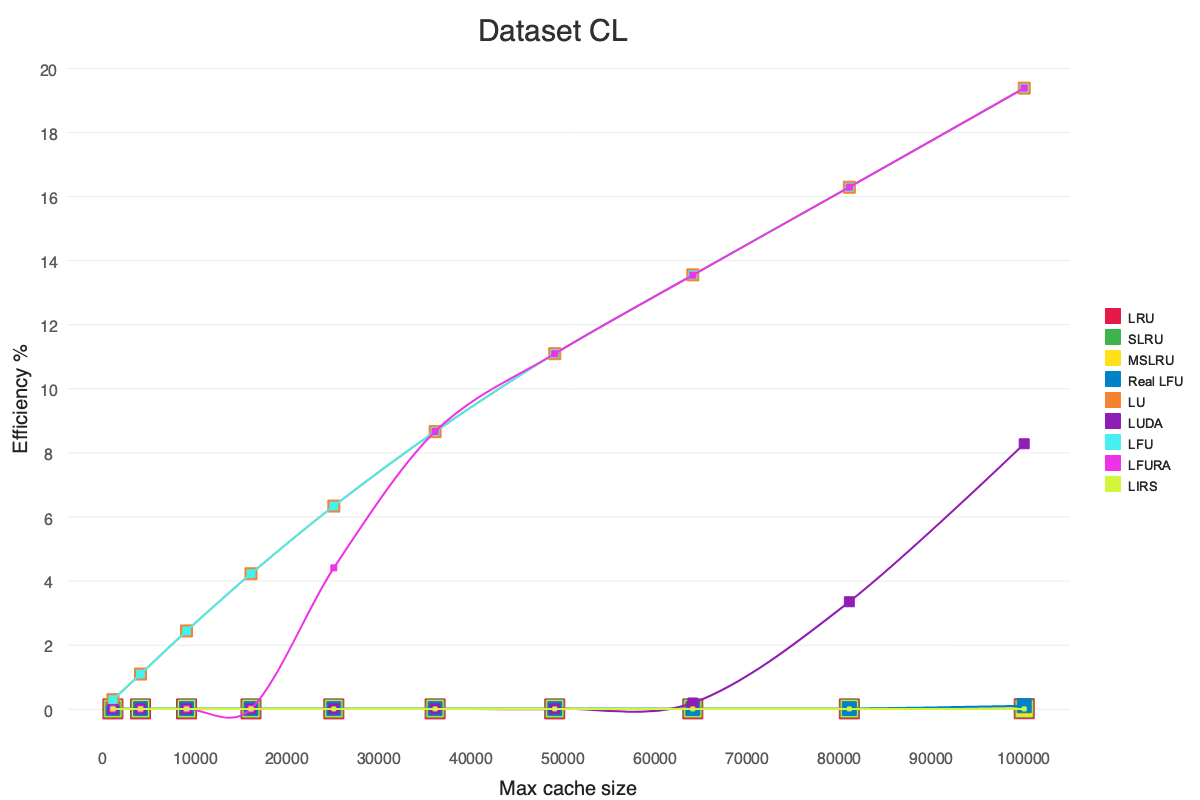 Dataset CL
20
18
16
14
12
10
8
6
4
2
0
Efficiency %
0 10000 20000 30000 40000 50000 60000 70000 80000 90000 100000
Max cache size
LRU
SLRU
MSLRU
Real LFU
LU
LUDA
LFU
LFURA
LIRS